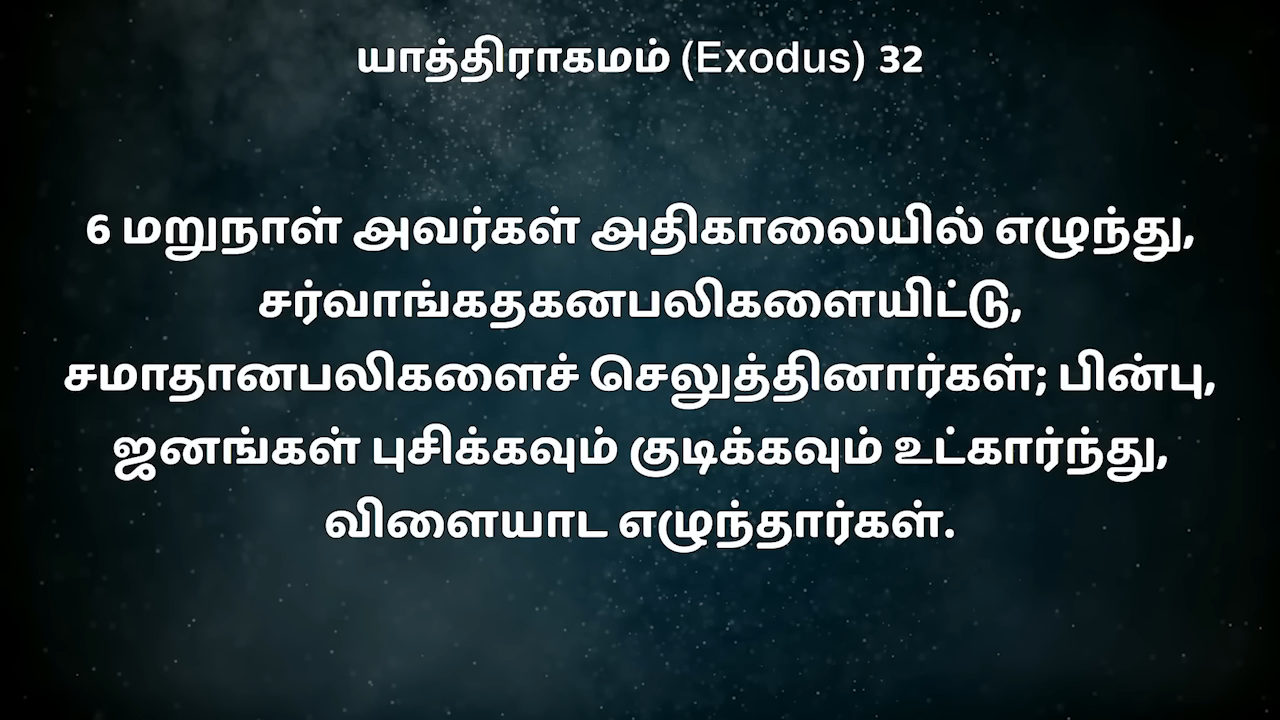 யாத்திராகமம் (Exodus) 32
6 மறுநாள் அவர்கள் அதிகாலையில் எழுந்து,
சர்வாங்கதகனபலிகளையிட்டு,
சமாதானபலிகளைச் செலுத்தினார்கள்; பின்பு,
ஜனங்கள் புசிக்கவும் குடிக்கவும் உட்கார்ந்து,
விளையாட எழுந்தார்கள்.